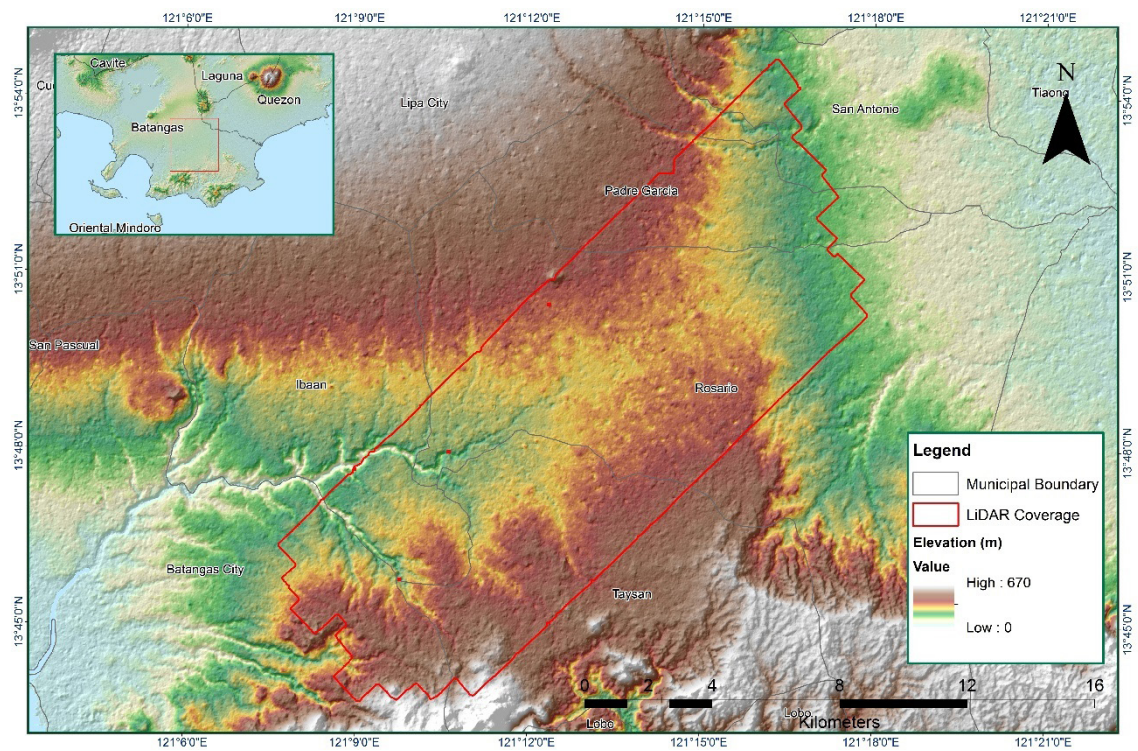 121°6'0"E 121°9'0"E 121°12'0"E 121°15'0"E 121°18'0"E 121°21'0"E
13°54'0"N
13°51'0"N
13°48'0"N
13°45'0"N
Cavite
Laguna
Quezon
Batangas
Oriental Mindoro
Lipa City
San Antonio
Tiaong
N
13°54'0"N
13°51'0"N
13°48'0"N
13°45'0"N
Padre Garcia
San Pascual
Ibaan
Rosario
Batangas City
Taysan
Lobo
Lobo
Legend
Municipal Boundary
LiDAR Coverage
Elevation (m)
Value
High : 670
Low : 0
0 2 4 8 12 16
Kilometers
121°6'0"E 121°9'0"E 121°12'0"E 121°15'0"E 121°18'0"E 121°21'0"E